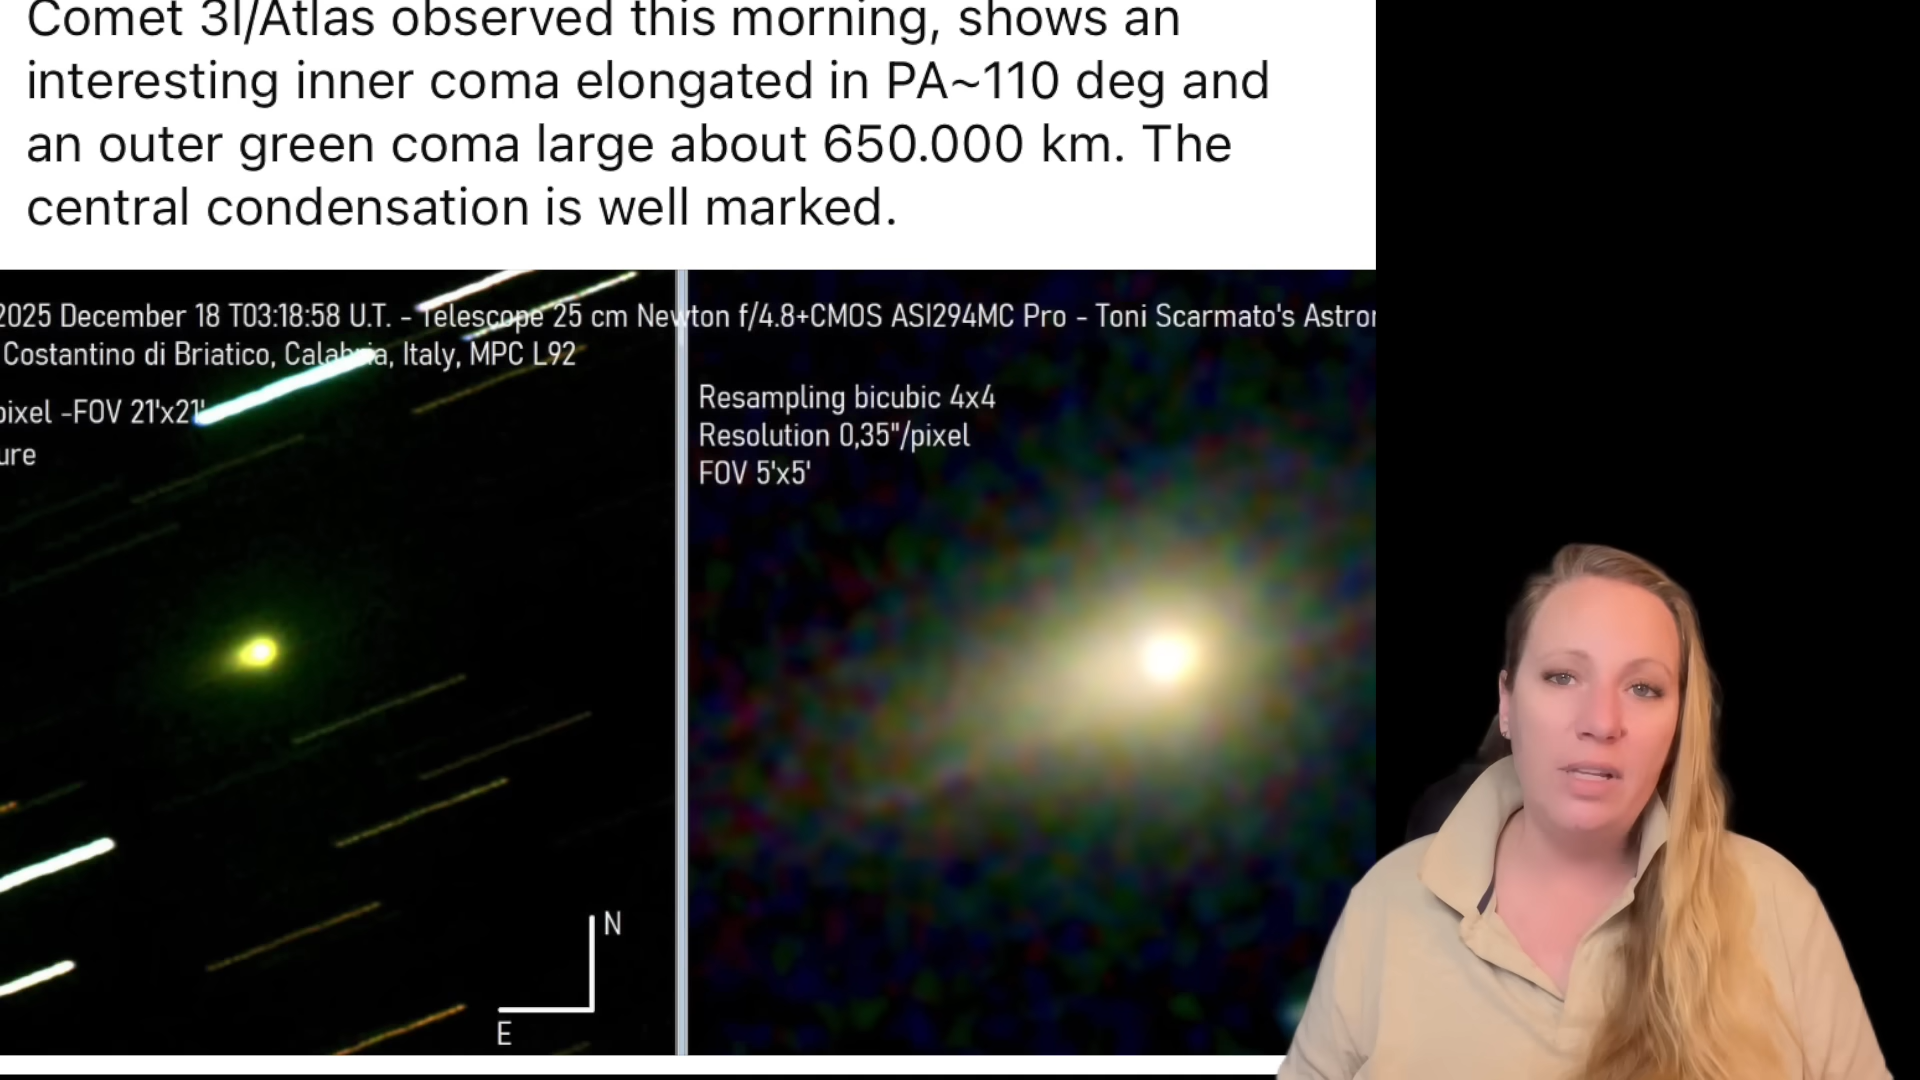 Comet 3I/Atlas observed this morning, shows an
interesting inner coma elongated in PA~110 deg and
an outer green coma large about 650.000 km. The
central condensation is well marked.
2025 December 18 T03:18:58 U.T. - Telescope 25 cm Newton f/4.8+CMOS ASI294MC Pro - Toni Scarmato's Astro
Costantino di Briatico, Calabria, Italy, MPC L92
pixel -FOV 21'x21'
ure
Resampling bicubic 4x4
Resolution 0,35"/pixel
FOV 5'x5'
N
E